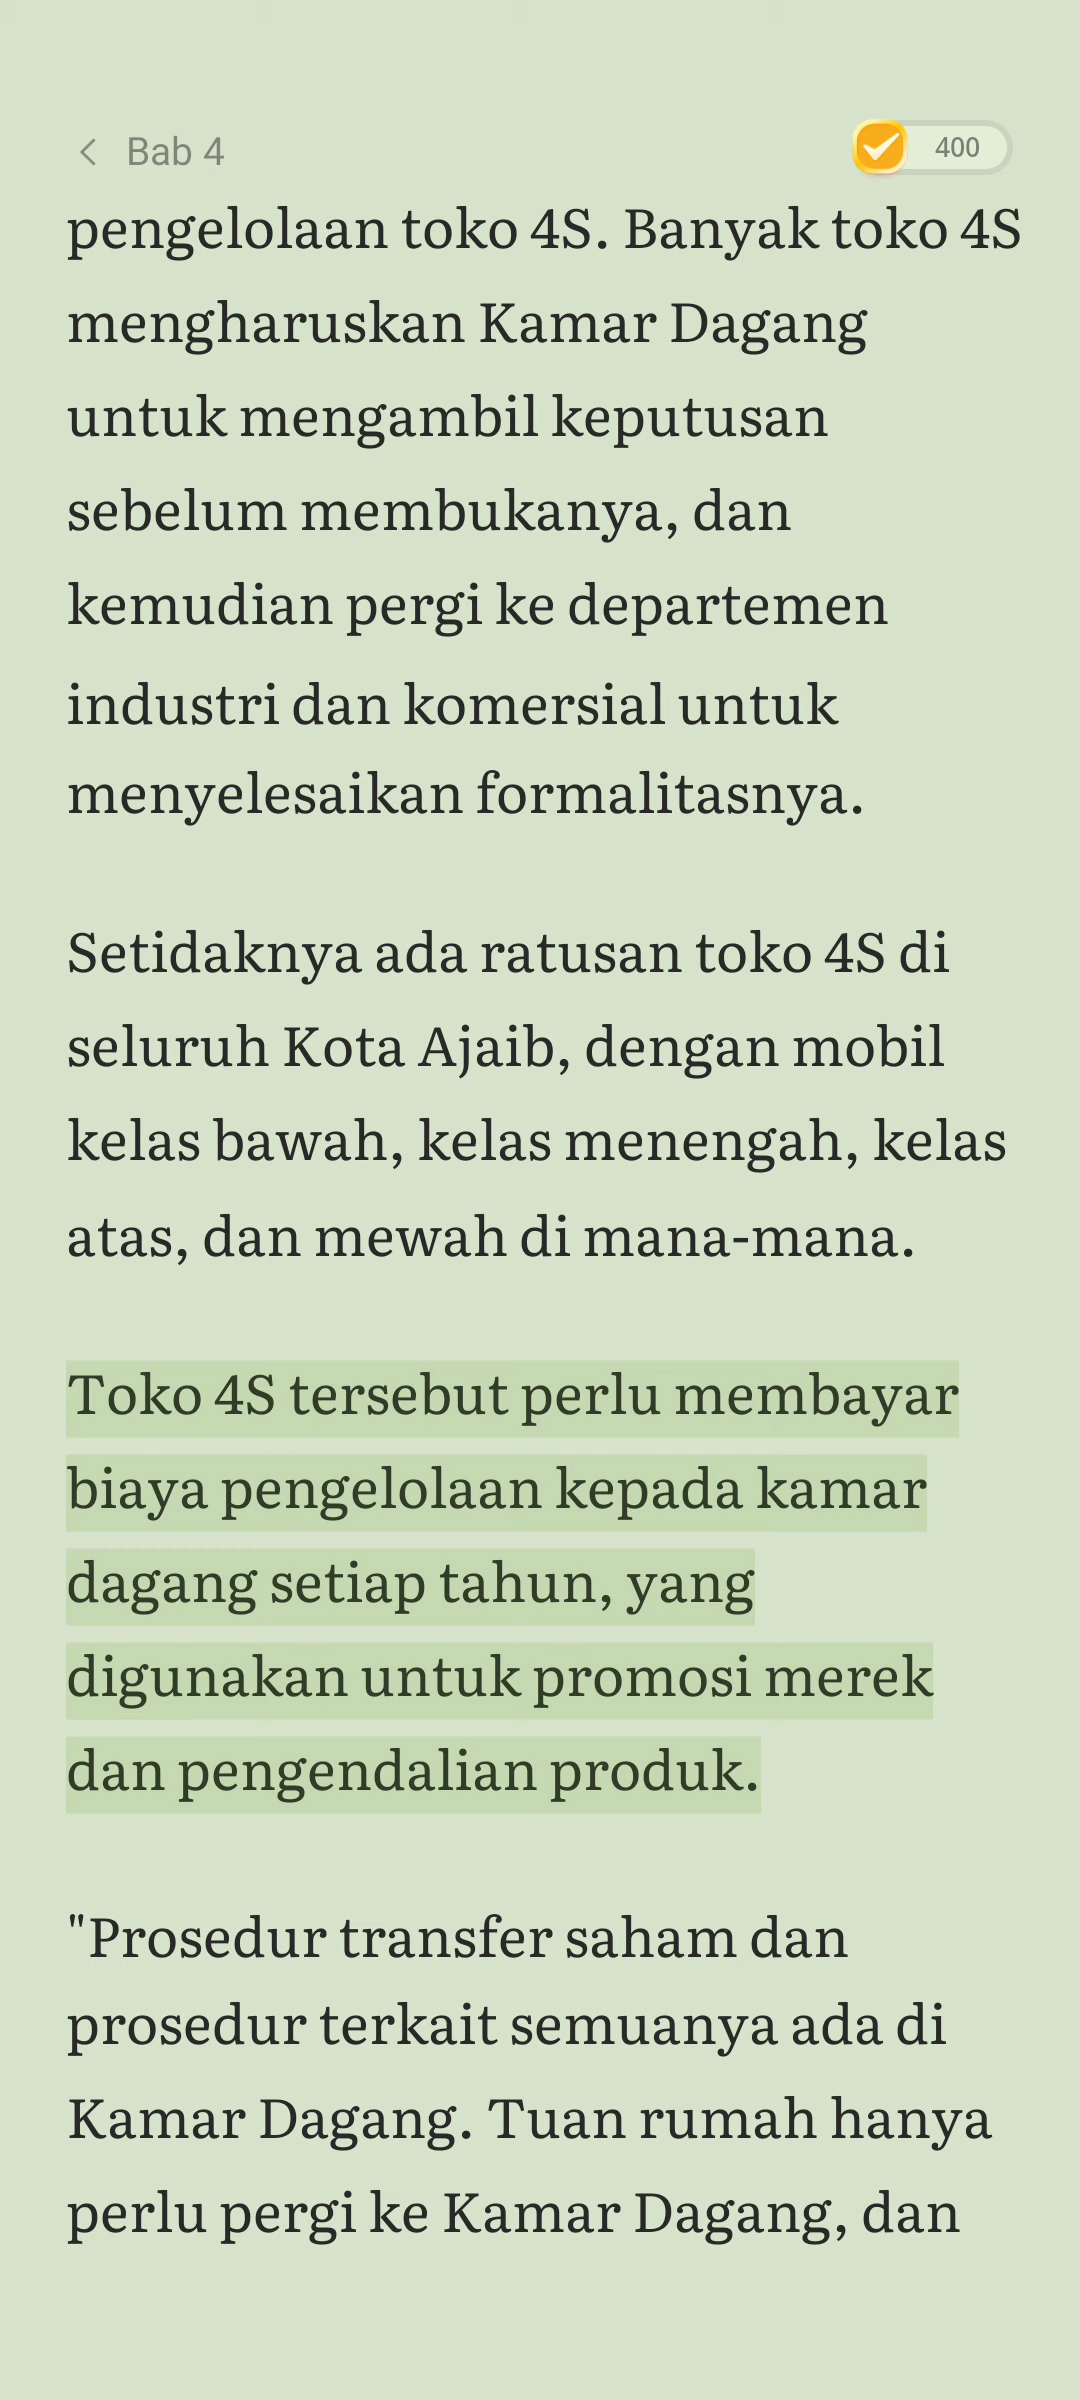 Bab 4
400
pengelolaan toko 4S. Banyak toko 4S
mengharuskan Kamar Dagang
untuk mengambil keputusan
sebelum membukanya, dan
kemudian pergi ke departemen
industri dan komersial untuk
menyelesaikan formalitasnya.
Setidaknya ada ratusan toko 4S di
seluruh Kota Ajaib, dengan mobil
kelas bawah, kelas menengah, kelas
atas, dan mewah di mana-mana.
Toko 4S tersebut perlu membayar
biaya pengelolaan kepada kamar
dagang setiap tahun, yang
digunakan untuk promosi merek
dan pengendalian produk.
"Prosedur transfer saham dan
prosedur terkait semuanya ada di
Kamar Dagang. Tuan rumah hanya
perlu pergi ke Kamar Dagang, dan